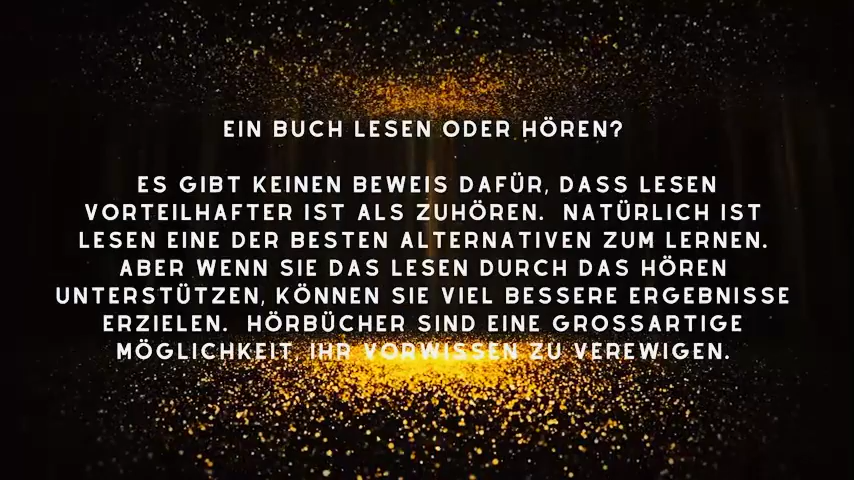 EIN BUCH LESEN ODER HÖREN?
ES GIBT KEINEN BEWEIS DAFÜR, DASS LESEN
VORTEILHAFTER IST ALS ZUHÖREN. NATÜRLICH IST
LESEN EINE DER BESTEN ALTERNATIVEN ZUM LERNEN.
ABER WENN SIE DAS LESEN DURCH DAS HÖREN
UNTERSTÜTZEN, KÖNNEN SIE VIEL BESSERE ERGEBNISSE
ERZIELEN. HÖRBÜCHER SIND EINE GROSSARTIGE
MÖGLICHKEIT, IHR VORWISSEN ZU VEREWIGEN.